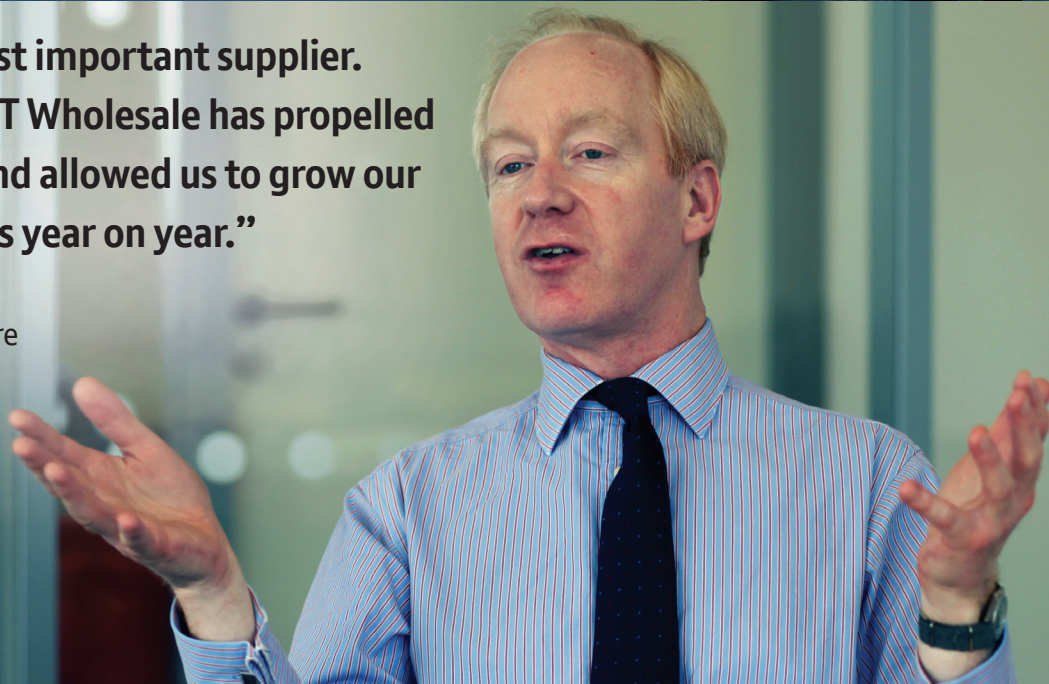 st important supplier.
T Wholesale has propelled
nd allowed us to grow our
s year on year.”
re